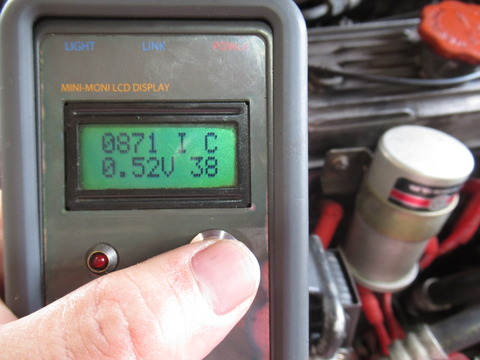 LIGHT LINK POWER
MINI-MONI LCD DISPLAY
0871 I C
0.52V 38